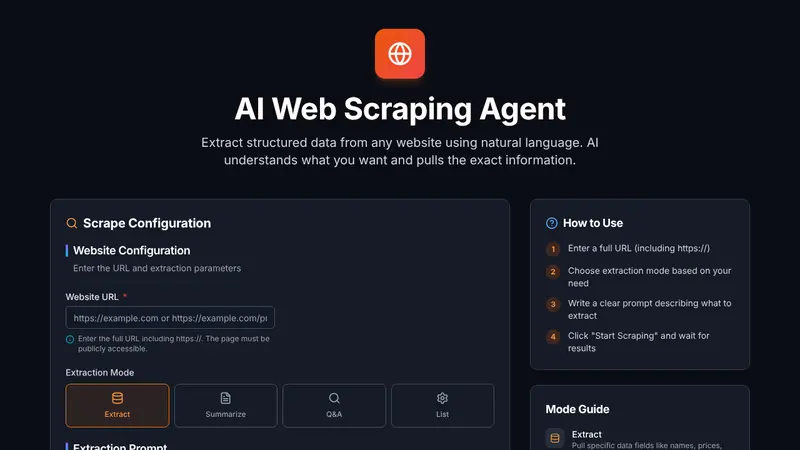 AI Web Scraping Agent
Extract structured data from any website using natural language. AI
understands what you want and pulls the exact information.
Scrape Configuration
Website Configuration
Enter the URL and extraction parameters
Website URL *
https://example.com or https://example.com/pr
Enter the full URL including https://. The page must be
publicly accessible.
Extraction Mode
Extract
Summarize
Q&A
List
Extraction Prompt
How to Use
1 Enter a full URL (including https://)
2 Choose extraction mode based on your
need
3 Write a clear prompt describing what to
extract
4 Click "Start Scraping" and wait for
results
Mode Guide
Extract
Pull specific data fields like names, prices,